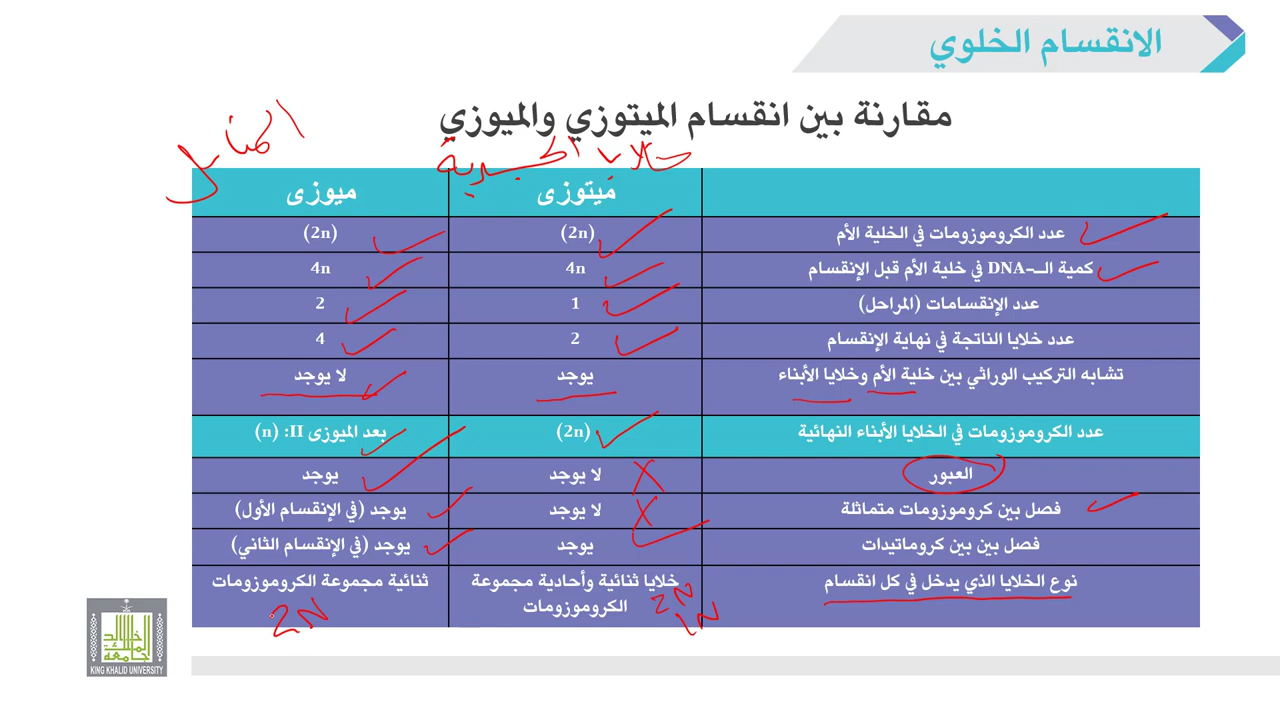 الانقسام الخلوي
مقارنة بين انقسام الميتوزي والميوزي
خلايا الجسدية
ميتوزى
ميوزى
عدد الكروموزومات في الخلية الأم
(2n)
(2n)
كمية الـ-DNA في خلية الأم قبل الإنقسام
4n
4n
عدد الإنقسامات (المراحل)
1
2
عدد خلايا الناتجة في نهاية الإنقسام
2
4
تشابه التركيب الوراثي بين خلية الأم وخلايا الأبناء
يوجد
لا يوجد
عدد الكروموزومات في الخلايا الأبناء النهائية
(2n)
بعد الميوزى II: (n)
العبور
لا يوجد
يوجد
فصل بين كروموزومات متماثلة
لا يوجد
يوجد (في الإنقسام الأول)
فصل بين بين كروماتيدات
يوجد
يوجد (في الإنقسام الثاني)
نوع الخلايا الذي يدخل في كل انقسام
خلايا ثنائية وأحادية مجموعة
الكروموزومات
2N
1N
ثنائية مجموعة الكروموزومات
2N
KING KHALID UNIVERSITY